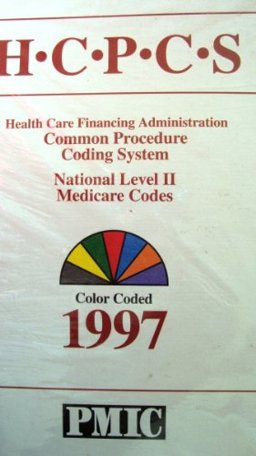 H•C•P•C•S
Health Care Financing Administration
Common Procedure
Coding System
National Level II
Medicare Codes
Color Coded
1997
PMIC